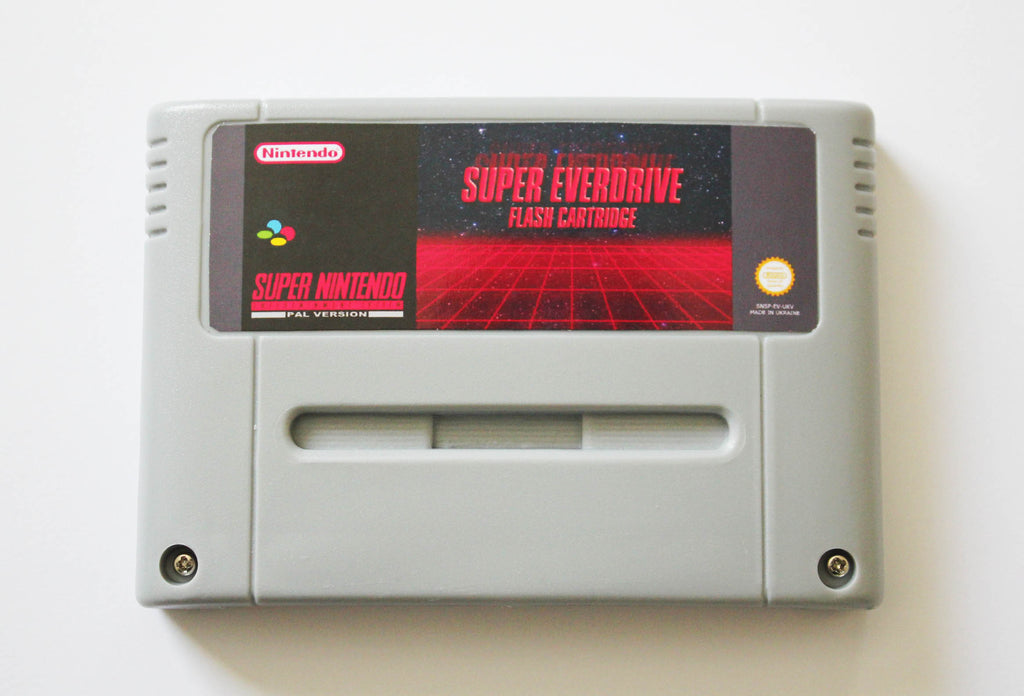 Nintendo
SUPER EVERDRIVE
FLASH CARTRIDGE
SUPER NINTENDO
PAL VERSION
SNSP-EV-UKV
MADE IN UKRAINE